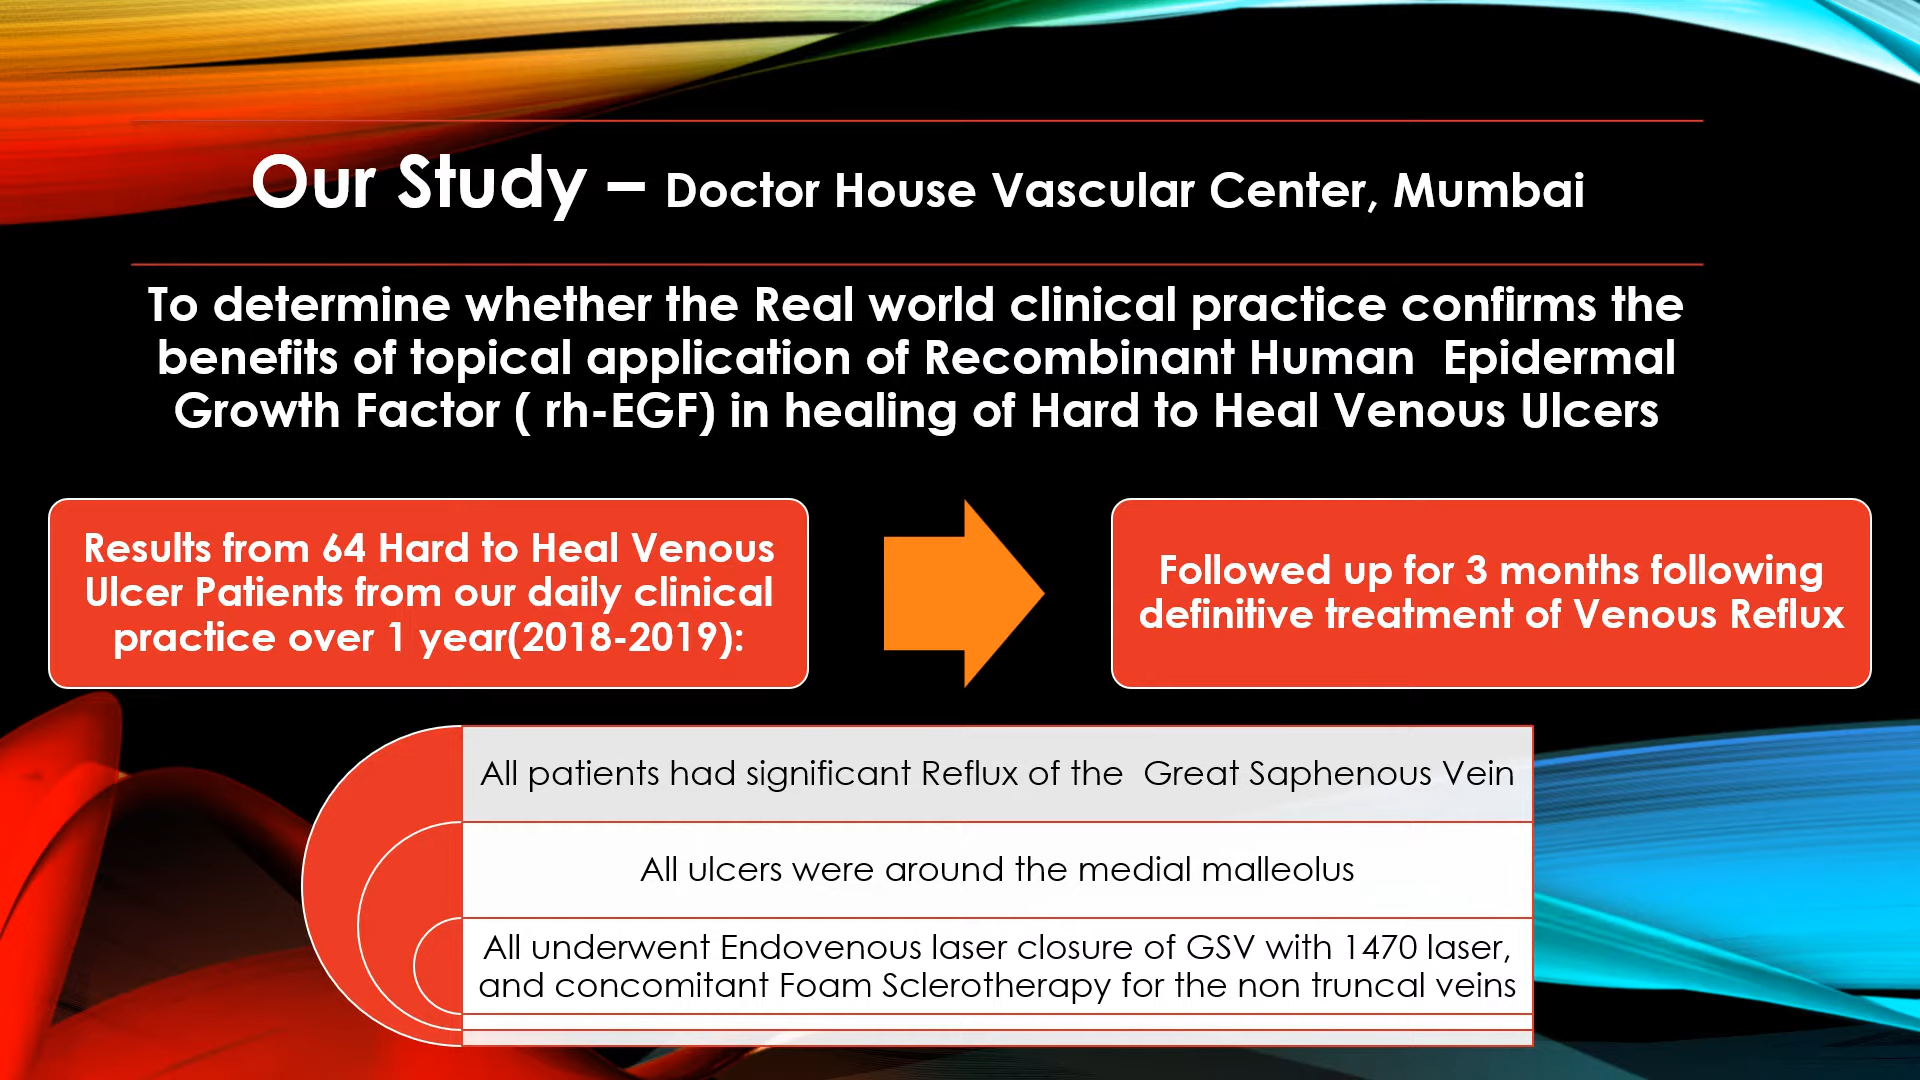 Our Study – Doctor House Vascular Center, Mumbai
To determine whether the Real world clinical practice confirms the
benefits of topical application of Recombinant Human  Epidermal
Growth Factor ( rh-EGF) in healing of Hard to Heal Venous Ulcers
Results from 64 Hard to Heal Venous
Ulcer Patients from our daily clinical
practice over 1 year(2018-2019):
Followed up for 3 months following
definitive treatment of Venous Reflux
All patients had significant Reflux of the  Great Saphenous Vein
All ulcers were around the medial malleolus
All underwent Endovenous laser closure of GSV with 1470 laser,
and concomitant Foam Sclerotherapy for the non truncal veins